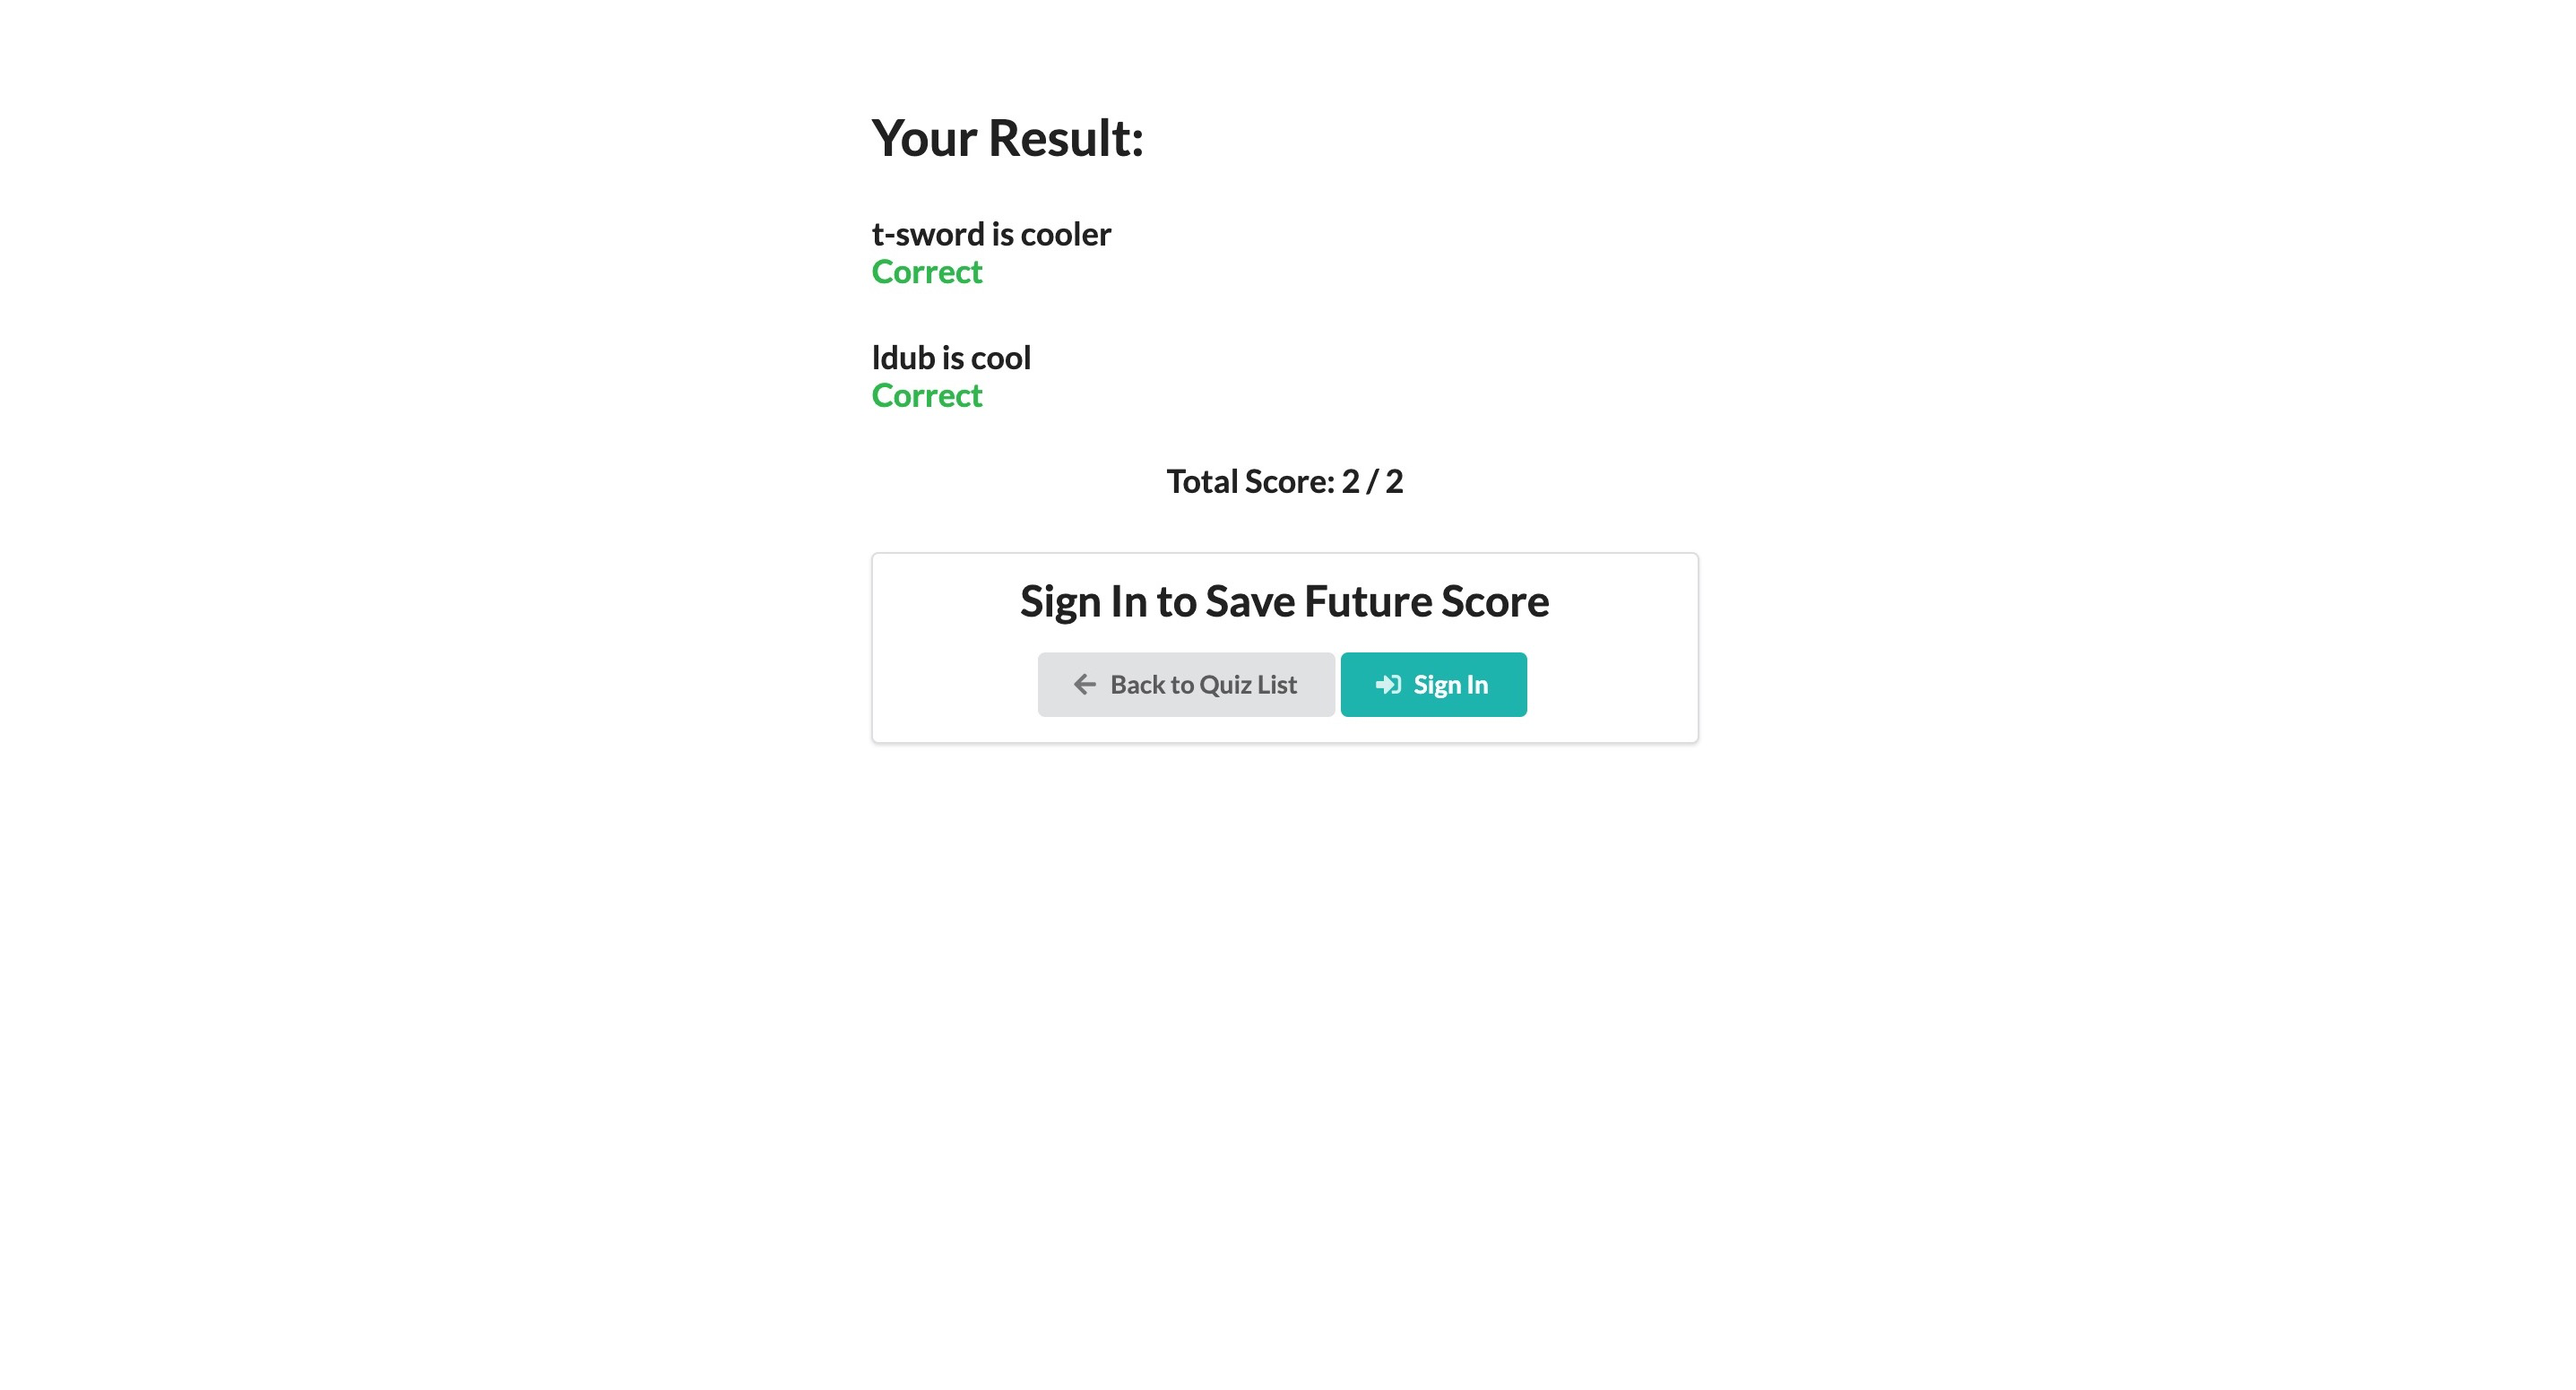 Your Result:
t-sword is cooler
Correct
ldub is cool
Correct
Total Score: 2 / 2
Sign In to Save Future Score
Back to Quiz List
Sign In